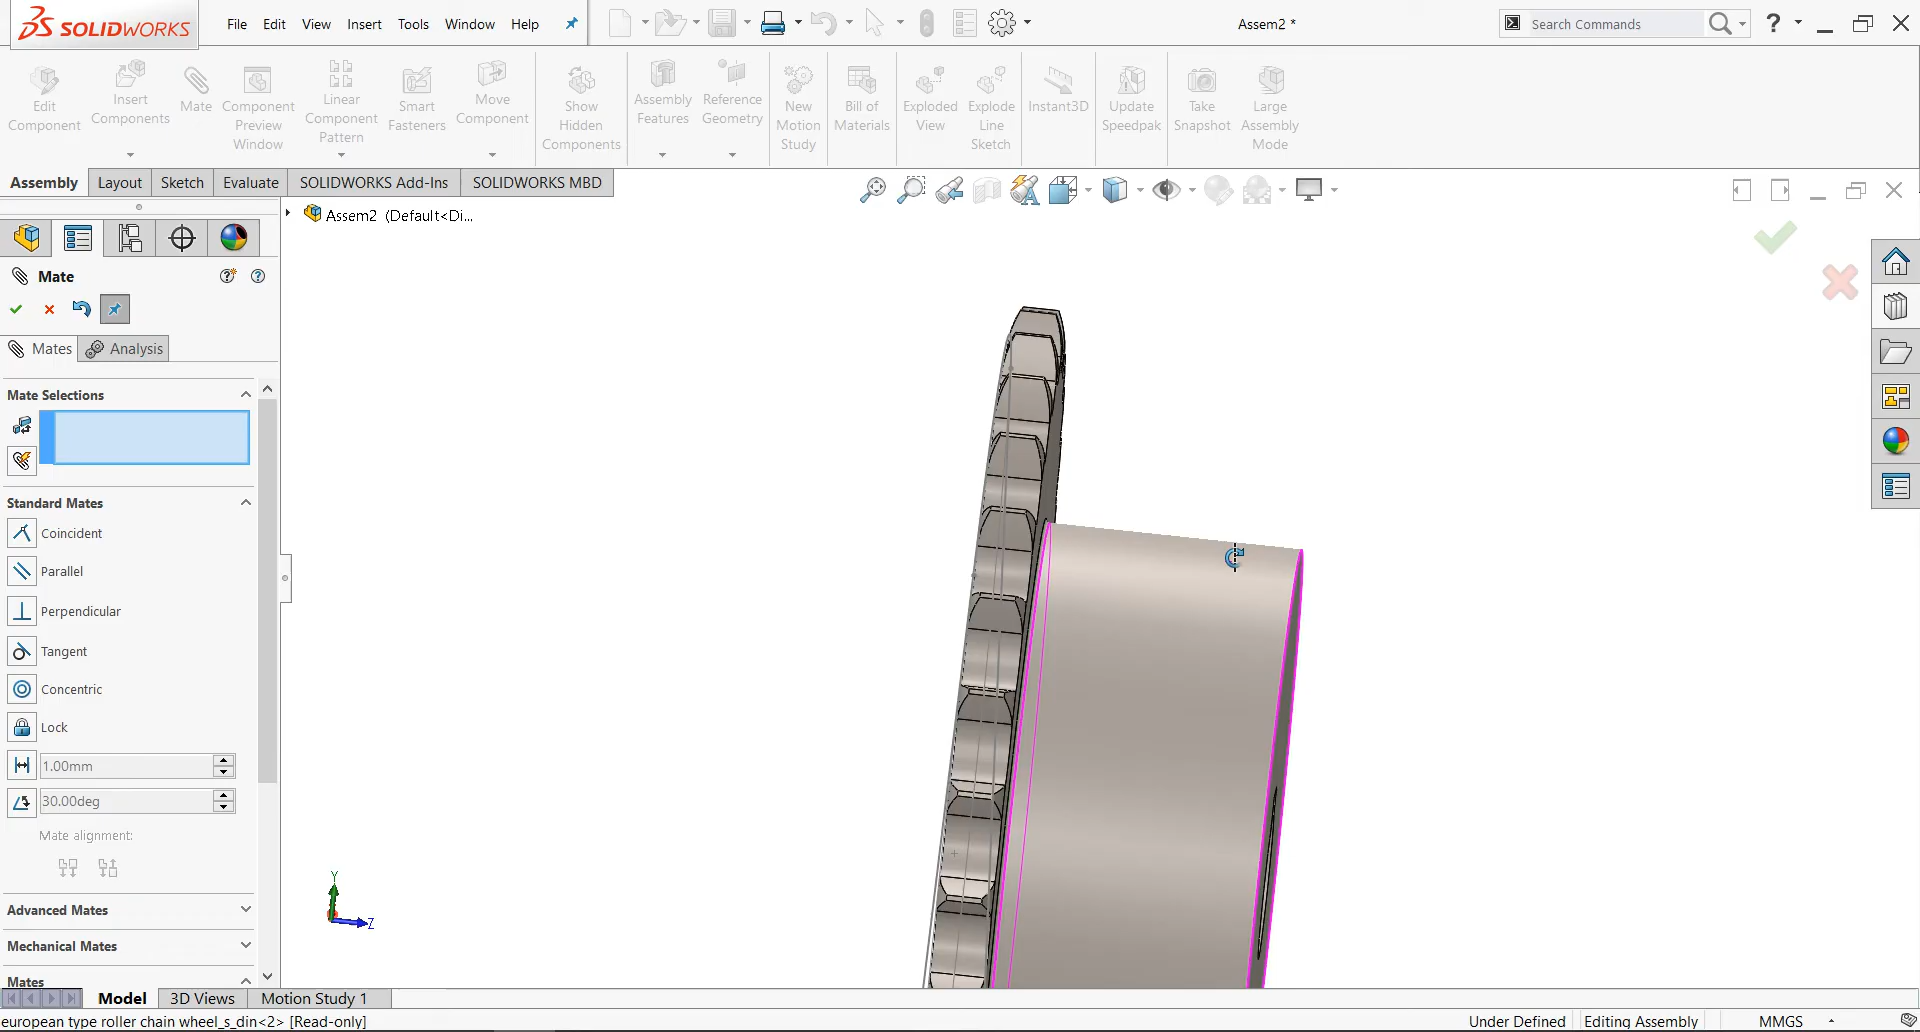 SOLIDWORKS
File Edit View Insert Tools Window Help
Assem2 *
Search Commands
Edit Component
Insert Components
Mate
Component Preview Window
Linear Component Pattern
Smart Fasteners
Move Component
Show Hidden Components
Assembly Features
Reference Geometry
New Motion Study
Bill of Materials
Exploded View
Explode Line Sketch
Instant3D
Update Speedpak
Take Snapshot
Large Assembly Mode
Assembly Layout Sketch Evaluate SOLIDWORKS Add-Ins SOLIDWORKS MBD
Assem2 (Default<Di...
Mate
Mates Analysis
Mate Selections
Standard Mates
Coincident
Parallel
Perpendicular
Tangent
Concentric
Lock
1.00mm
30.00deg
Mate alignment:
Advanced Mates
Mechanical Mates
Mates
Y
Z
Model 3D Views Motion Study 1
european type roller chain wheel_s_din<2> [Read-only]
Under Defined Editing Assembly MMGS